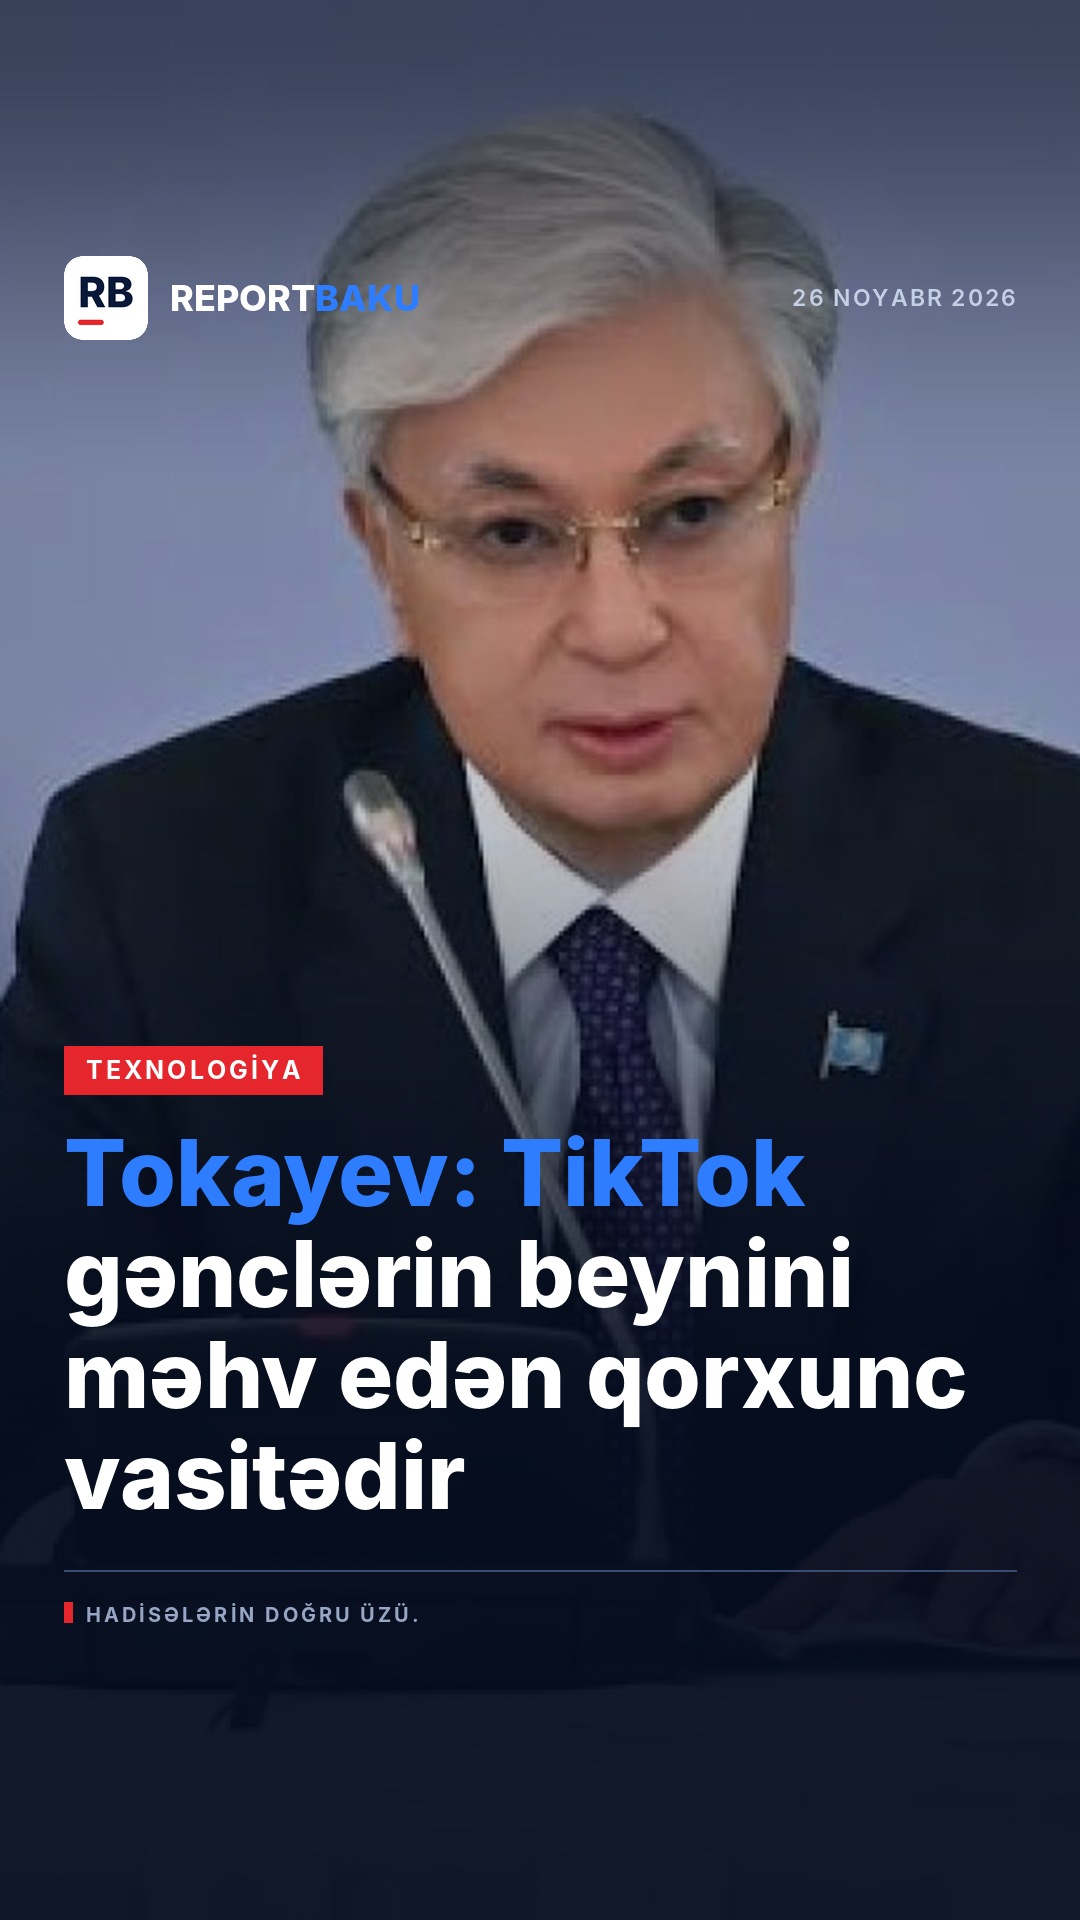 RB
REPORTBAKU
26 NOYABR 2026
TEXNOLOGİYA
Tokayev: TikTok
gənclərin beynini
məhv edən qorxunc
vasitədir
HADİSƏLƏRİN DOĞRU ÜZÜ.